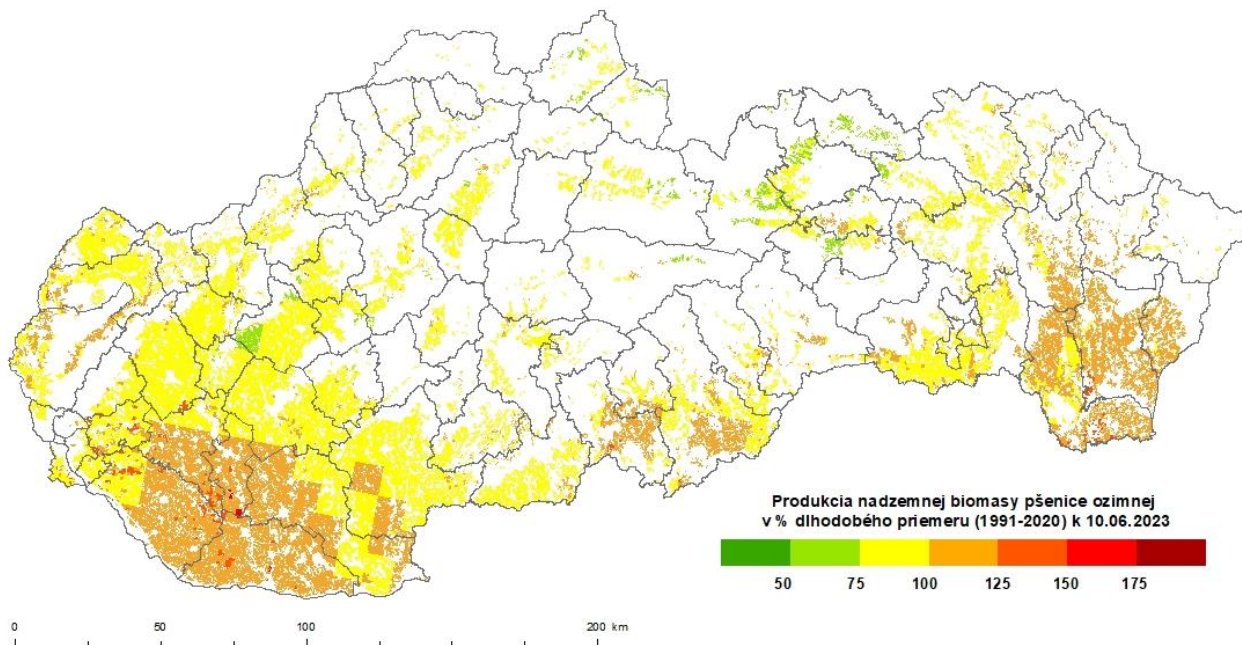 Produkcia nadzemnej biomasy pšenice ozimnej
v % dlhodobého priemeru (1991-2020) k 10.06.2023
50 75 100 125 150 175
0 50 100 200 km